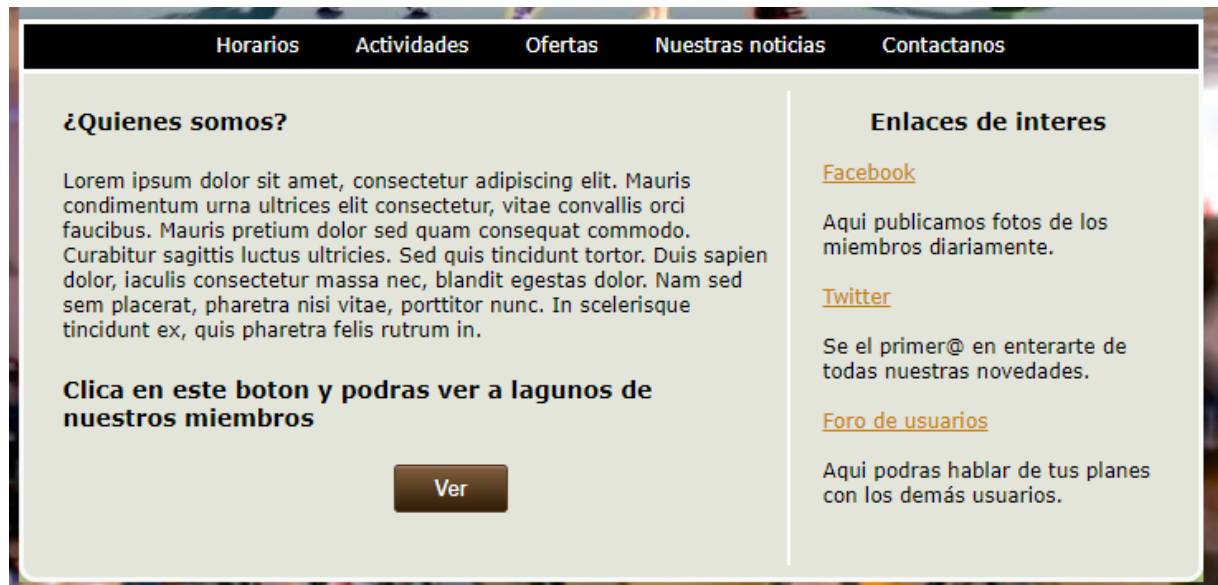 Horarios Actividades Ofertas Nuestras noticias Contactanos
¿Quienes somos?
Lorem ipsum dolor sit amet, consectetur adipiscing elit. Mauris
condimentum urna ultrices elit consectetur, vitae convallis orci
faucibus. Mauris pretium dolor sed quam consequat commodo.
Curabitur sagittis luctus ultricies. Sed quis tincidunt tortor. Duis sapien
dolor, iaculis consectetur massa nec, blandit egestas dolor. Nam sed
sem placerat, pharetra nisi vitae, porttitor nunc. In scelerisque
tincidunt ex, quis pharetra felis rutrum in.
Clica en este boton y podras ver a lagunos de
nuestros miembros
Ver
Enlaces de interes
Facebook
Aqui publicamos fotos de los
miembros diariamente.
Twitter
Se el primer@ en enterarte de
todas nuestras novedades.
Foro de usuarios
Aqui podras hablar de tus planes
con los demás usuarios.